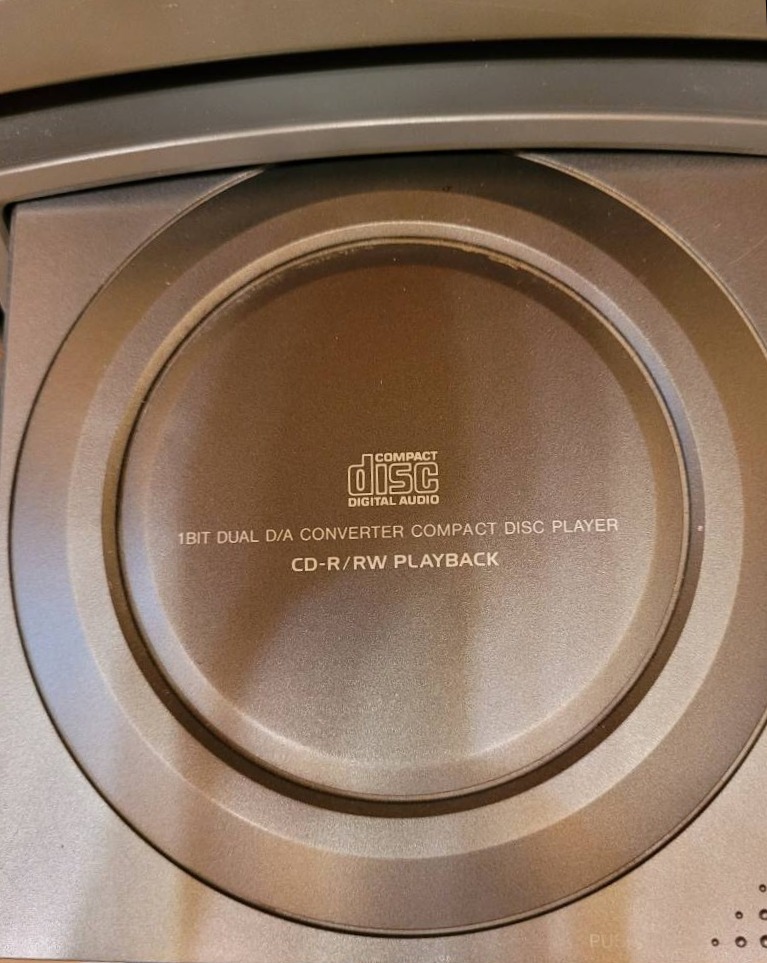 COMPACT
disc
DIGITAL AUDIO
1BIT DUAL D/A CONVERTER COMPACT DISC PLAYER
CD-R/RW PLAYBACK